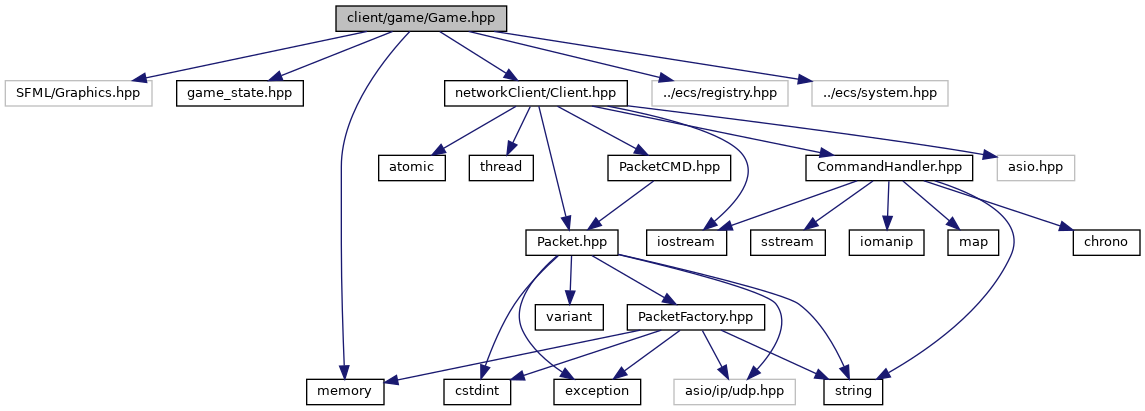 client/game/Game.hpp
SFML/Graphics.hpp
game_state.hpp
networkClient/Client.hpp
../ecs/registry.hpp
../ecs/system.hpp
atomic
thread
PacketCMD.hpp
CommandHandler.hpp
asio.hpp
Packet.hpp
iostream
sstream
iomanip
map
chrono
variant
PacketFactory.hpp
memory
cstdint
exception
asio/ip/udp.hpp
string